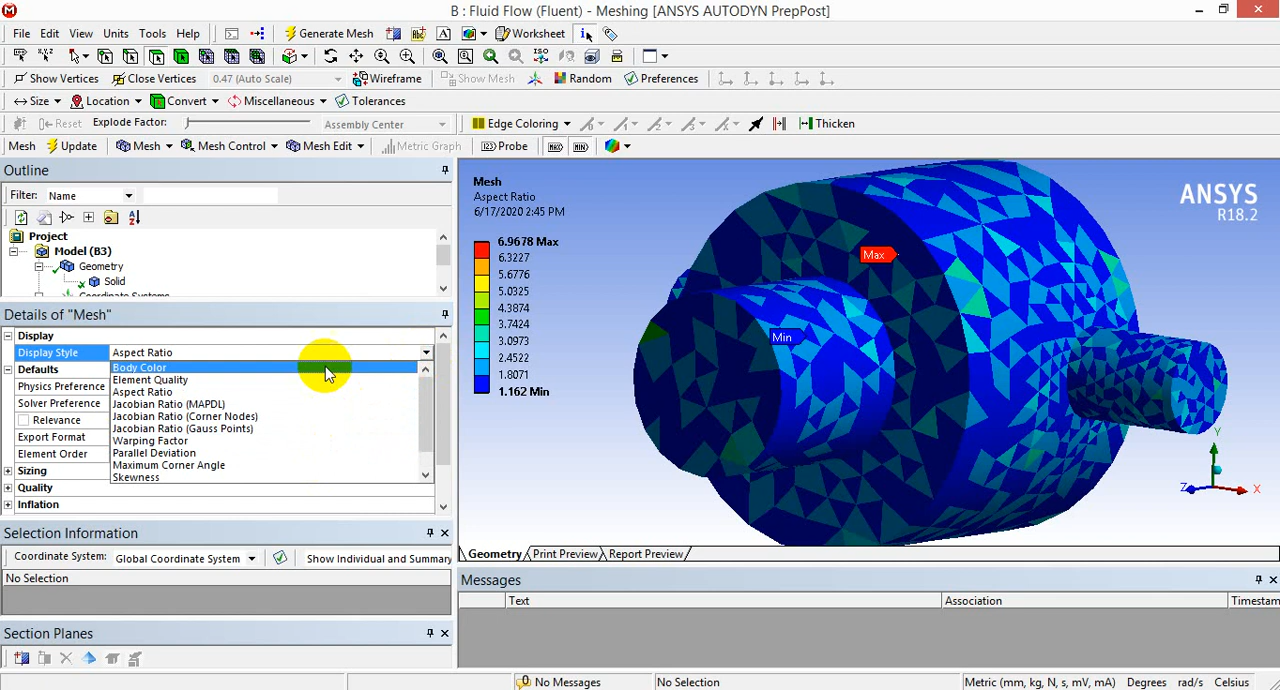 B : Fluid Flow (Fluent) - Meshing [ANSYS AUTODYN PrepPost]
File Edit View Units Tools Help Generate Mesh A Worksheet i
Show Vertices Close Vertices 0.47 (Auto Scale) Wireframe Show Mesh Random Preferences
Size Location Convert Miscellaneous Tolerances
Reset Explode Factor: Assembly Center Edge Coloring Thicken
Mesh Update Mesh Mesh Control Mesh Edit Metric Graph Probe MAX MIN
Outline
Filter: Name
Project
Model (B3)
Geometry
Solid
Coordinate Systems
Details of "Mesh"
Display
Display Style Aspect Ratio
Defaults
Physics Preference
Solver Preference
Relevance
Export Format
Element Order
Sizing
Quality
Inflation
Body Color
Element Quality
Aspect Ratio
Jacobian Ratio (MAPDL)
Jacobian Ratio (Corner Nodes)
Jacobian Ratio (Gauss Points)
Warping Factor
Parallel Deviation
Maximum Corner Angle
Skewness
Selection Information
Coordinate System: Global Coordinate System Show Individual and Summary
No Selection
Section Planes
Mesh
Aspect Ratio
6/17/2020 2:45 PM
6.9678 Max
6.3227
5.6776
5.0325
4.3874
3.7424
3.0973
2.4522
1.8071
1.162 Min
Max
Min
ANSYS
R18.2
Y
Z
X
Geometry Print Preview Report Preview
Messages
Text Association Timestam
No Messages No Selection Metric (mm, kg, N, s, mV, mA) Degrees rad/s Celsius